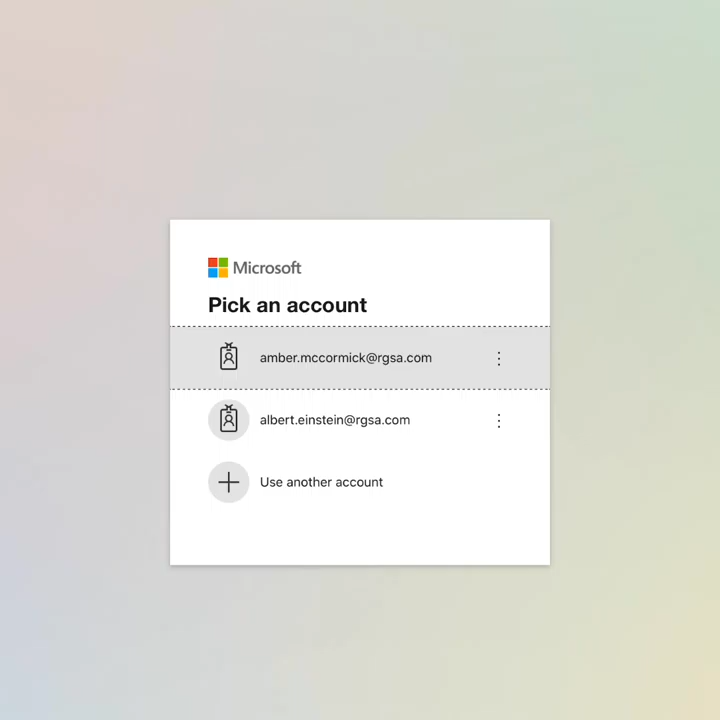 Microsoft
Pick an account
amber.mccormick@rgsa.com
albert.einstein@rgsa.com
Use another account